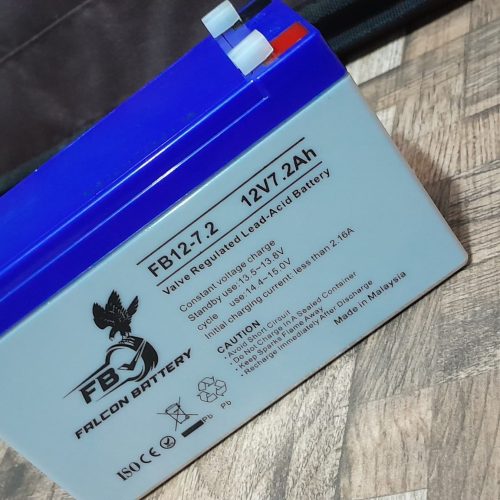 FB12-7.2 12V7.2Ah
Valve Regulated Lead-Acid Battery
Constant voltage charge
Standby use: 13.5~13.8V
cycle use: 14.4~15.0V
Initial charging current: less than 2.16A
CAUTION
• Avoid Short Circuit
• Do Not Charge In A Sealed Container
• Keep Sparks Flame Away
• Recharge Immediately After Discharge
Made in Malaysia
FB
FALCON BATTERY
ISO CE Pb Pb